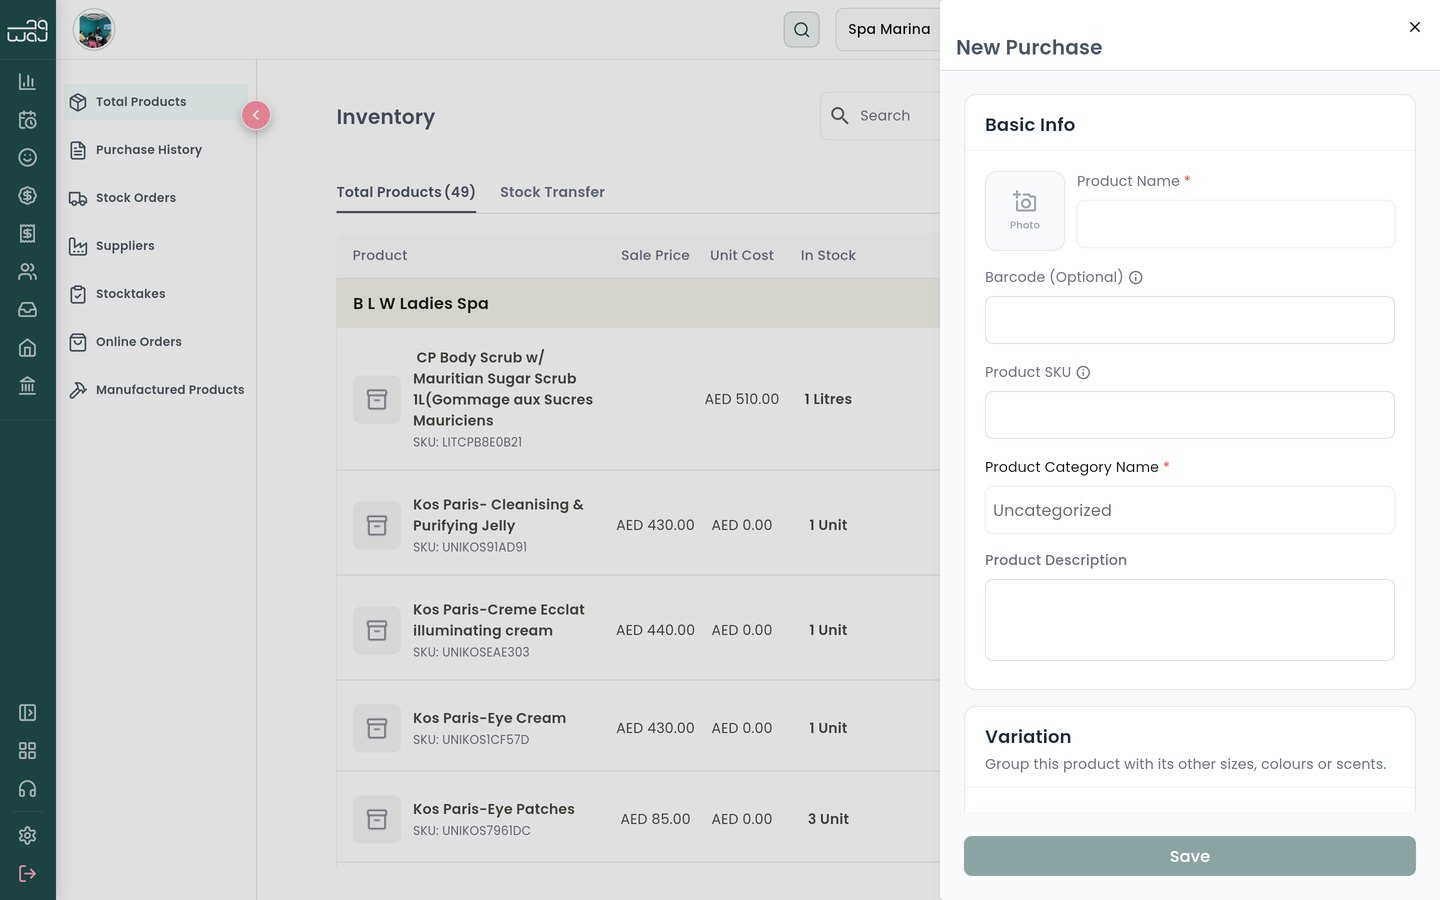 Spa Marina
New Purchase
Total Products
Purchase History
Stock Orders
Suppliers
Stocktakes
Online Orders
Manufactured Products
Inventory
Search
Total Products (49)
Stock Transfer
Product
Sale Price
Unit Cost
In Stock
B L W Ladies Spa
CP Body Scrub w/
Mauritian Sugar Scrub
1L(Gommage aux Sucres
Mauriciens
SKU: LITCPB8E0B21
AED 510.00
1 Litres
Kos Paris- Cleanising &
Purifying Jelly
SKU: UNIKOS91AD91
AED 430.00
AED 0.00
1 Unit
Kos Paris-Creme Ecclat
illuminating cream
SKU: UNIKOSEAE303
AED 440.00
AED 0.00
1 Unit
Kos Paris-Eye Cream
SKU: UNIKOS1CF57D
AED 430.00
AED 0.00
1 Unit
Kos Paris-Eye Patches
SKU: UNIKOS7961DC
AED 85.00
AED 0.00
3 Unit
Basic Info
Photo
Product Name *
Barcode (Optional)
Product SKU
Product Category Name *
Uncategorized
Product Description
Variation
Group this product with its other sizes, colours or scents.
Save